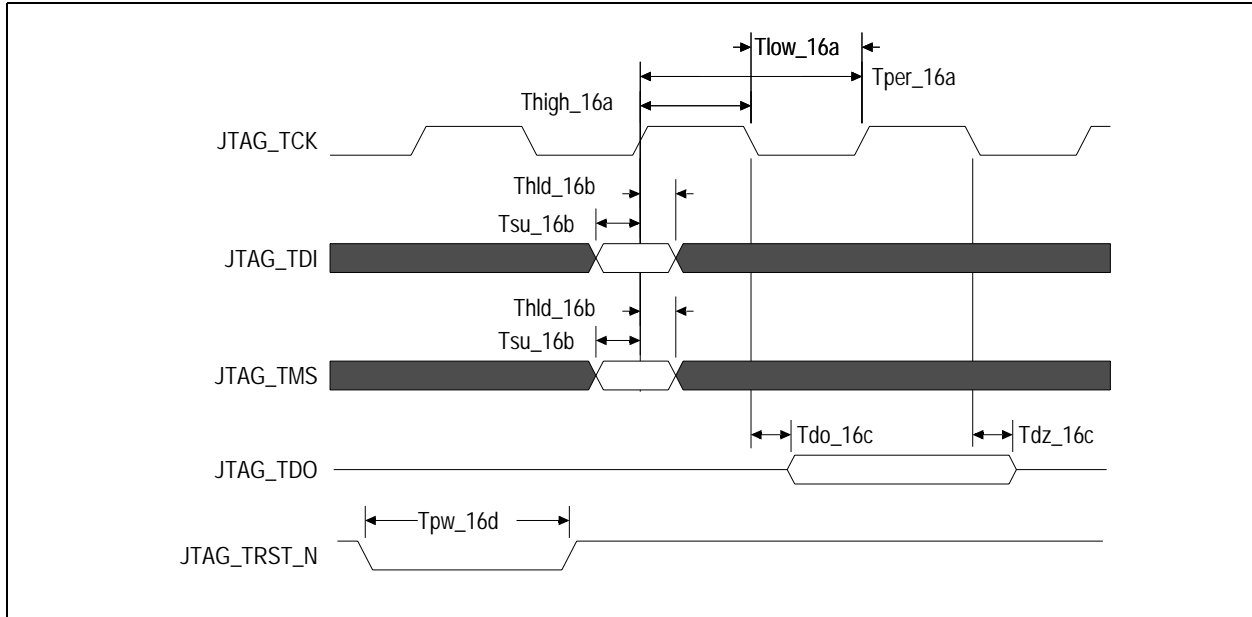 Tlow_16a
Tper_16a
Thigh_16a
JTAG_TCK
Thld_16b
Tsu_16b
JTAG_TDI
Thld_16b
Tsu_16b
JTAG_TMS
Tdo_16c
Tdz_16c
JTAG_TDO
Tpw_16d
JTAG_TRST_N